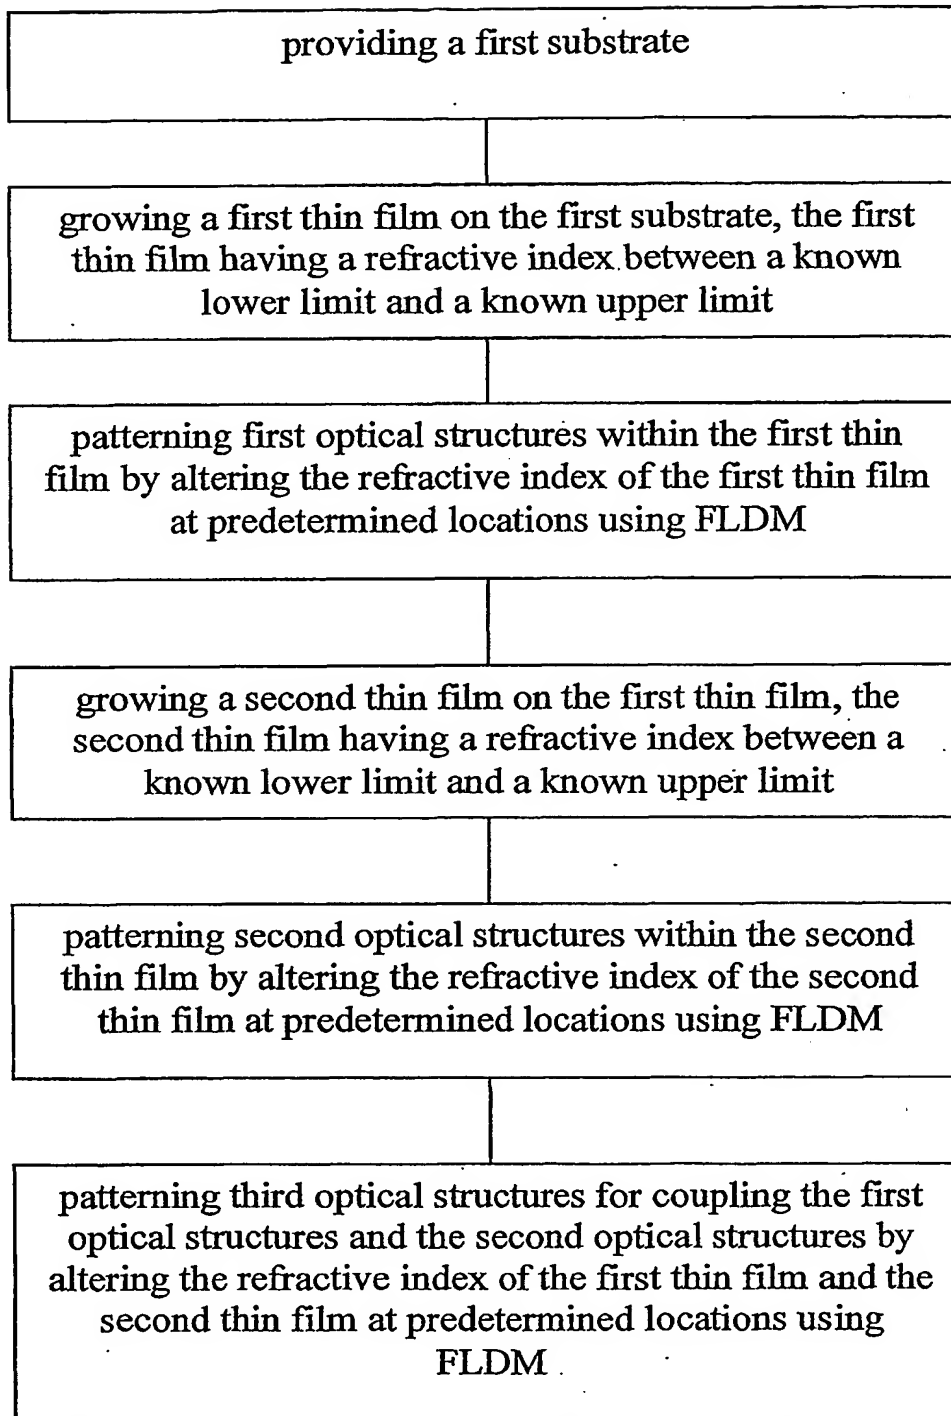 providing a first substrate
growing a first thin film on the first substrate, the first
thin film having a refractive index between a known
lower limit and a known upper limit
patterning first optical structures within the first thin
film by altering the refractive index of the first thin film
at predetermined locations using FLDM
growing a second thin film on the first thin film, the
second thin film having a refractive index between a
known lower limit and a known upper limit
patterning second optical structures within the second
thin film by altering the refractive index of the second
thin film at predetermined locations using FLDM
patterning third optical structures for coupling the first
optical structures and the second optical structures by
altering the refractive index of the first thin film and the
second thin film at predetermined locations using
FLDM